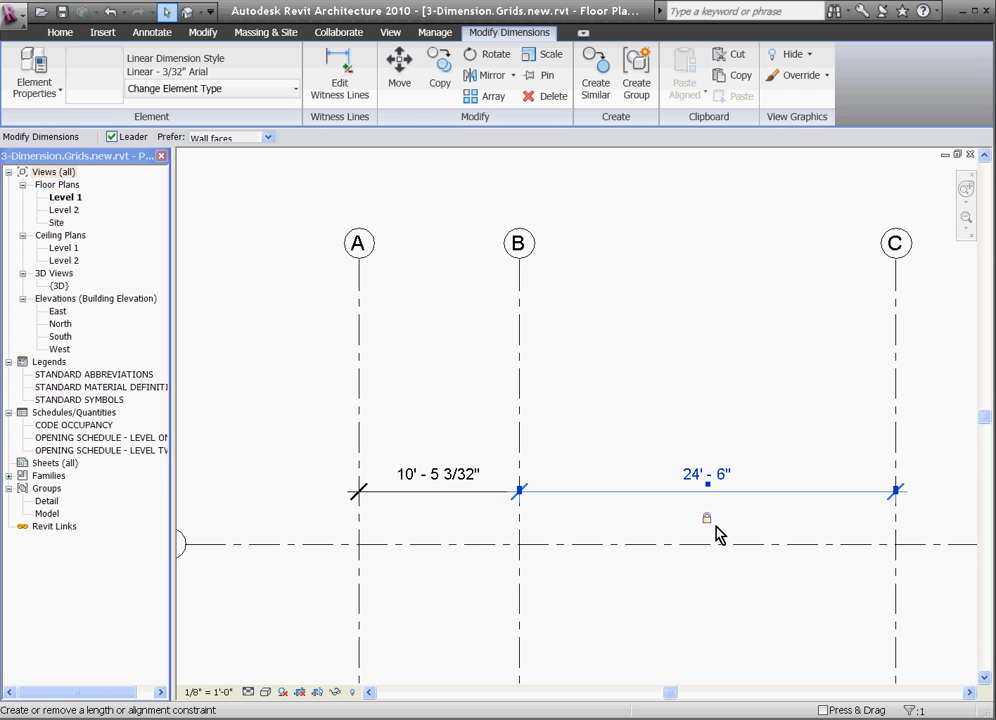 Autodesk Revit Architecture 2010 - [3-Dimension.Grids.new.rvt - Floor Pla...
Type a keyword or phrase
Home Insert Annotate Modify Massing & Site Collaborate View Manage Modify Dimensions
Element Properties
Linear Dimension Style
Linear - 3/32" Arial
Change Element Type
Edit Witness Lines
Move
Copy
Rotate
Mirror
Array
Scale
Pin
Delete
Create Similar
Create Group
Paste Aligned
Cut
Copy
Paste
Hide
Override
Element Witness Lines Modify Create Clipboard View Graphics
Modify Dimensions Leader Prefer: Wall faces
3-Dimension.Grids.new.rvt - P...
Views (all)
Floor Plans
Level 1
Level 2
Site
Ceiling Plans
Level 1
Level 2
3D Views
{3D}
Elevations (Building Elevation)
East
North
South
West
Legends
STANDARD ABBREVIATIONS
STANDARD MATERIAL DEFINITI
STANDARD SYMBOLS
Schedules/Quantities
CODE OCCUPANCY
OPENING SCHEDULE - LEVEL ON
OPENING SCHEDULE - LEVEL TW
Sheets (all)
Families
Groups
Detail
Model
Revit Links
A B C
10' - 5 3/32" 24' - 6"
1/8" = 1'-0"
Create or remove a length or alignment constraint
Press & Drag
:1